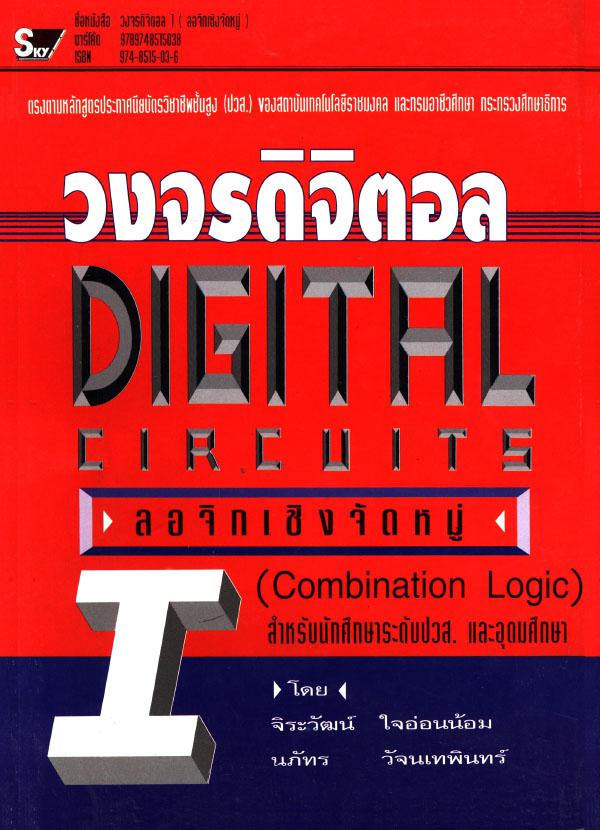 SKY
ชื่อหนังสือ วงจรดิจิตอล 1 ( ลอจิกเชิงจัดหมู่ )
บาร์โค้ด 9789748515038
ISBN 974-8515-03-6
ตรงตามหลักสูตรประกาศนียบัตรวิชาชีพชั้นสูง (ปวส.) ของสถาบันเทคโนโลยีราชมงคล และกรมอาชีวศึกษา กระทรวงศึกษาธิการ
วงจรดิจิตอล
DIGITAL
CIRCUITS
ลอจิกเชิงจัดหมู่
I
(Combination Logic)
สำหรับนักศึกษาระดับปวส. และอุดมศึกษา
โดย
จิระวัฒน์ ใจอ่อนน้อม
นภัทร วัจนเทพินทร์